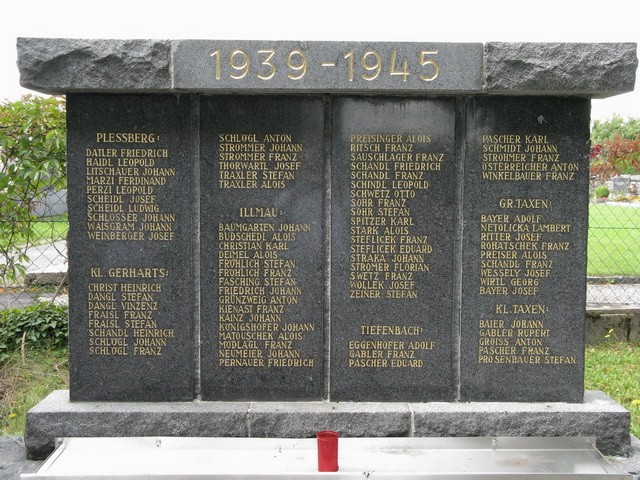 1939-1945
PLESSBERG:
DATLER FRIEDRICH
HAIDL LEOPOLD
LITSCHAUER JOHANN
MARZI FERDINAND
PERZI LEOPOLD
SCHEIDL JOSEF
SCHEIDL LUDWIG
SCHLOSSER JOHANN
WAISGRAM JOHANN
WEINBERGER JOSEF
KL. GERHARTS:
CHRIST HEINRICH
DANGL STEFAN
DANGL VINZENZ
FRAISL FRANZ
FRAISL STEFAN
SCHANDL HEINRICH
SCHLÖGL JOHANN
SCHLÖGL FRANZ
SCHLÖGL ANTON
STROMMER JOHANN
STROMMER FRANZ
THORWARTL JOSEF
TRAXLER STEFAN
TRAXLER ALOIS
ILLMAU:
BAUMGARTEN JOHANN
BUDSCHEDL ALOIS
CHRISTIAN KARL
DEIMEL ALOIS
FRÖHLICH STEFAN
FRÖHLICH FRANZ
FASCHING STEFAN
FRIEDRICH JOHANN
GRÜNZWEIG ANTON
KIENAST FRANZ
KAINZ JOHANN
KÖNIGSHOFER JOHANN
MATOUSCHEK ALOIS
MÖDLAGL FRANZ
NEUMEIER JOHANN
PERNAUER FRIEDRICH
PREISINGER ALOIS
RITSCH FRANZ
SAUSCHLAGER FRANZ
SCHANDL FRIEDRICH
SCHANDL FRANZ
SCHINDL LEOPOLD
SCHWETZ OTTO
SOHR FRANZ
SOHR STEFAN
SPITZER KARL
STARK ALOIS
STEFLICEK FRANZ
STEFLICEK EDUARD
STRAKA JOHANN
STROMER FLORIAN
SWETZ FRANZ
WOLLEK JOSEF
ZEINER STEFAN
TIEFENBACH:
EGGENHOFER ADOLF
GABLER FRANZ
PASCHER EDUARD
PASCHER KARL
SCHMIDT JOHANN
STROHMER FRANZ
ÖSTERREICHER ANTON
WINKELBAUER FRANZ
GR.TAXEN:
BAYER ADOLF
NETOLICKA LAMBERT
RITTER JOSEF
ROHATSCHEK FRANZ
PREISER ALOIS
SCHANDL FRANZ
WESSELY JOSEF
WIRTL GEORG
BAYER JOSEF
KL.TAXEN:
BAIER JOHANN
GABLER RUPERT
GROISS ANTON
PASCHER FRANZ
PROSENBAUER STEFAN